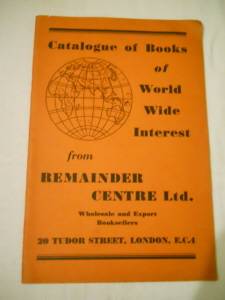 Catalogue of Books
of
World
Wide
Interest
from
REMAINDER
CENTRE Ltd.
Wholesale and Export
Booksellers
20 TUDOR STREET, LONDON, E.C.4